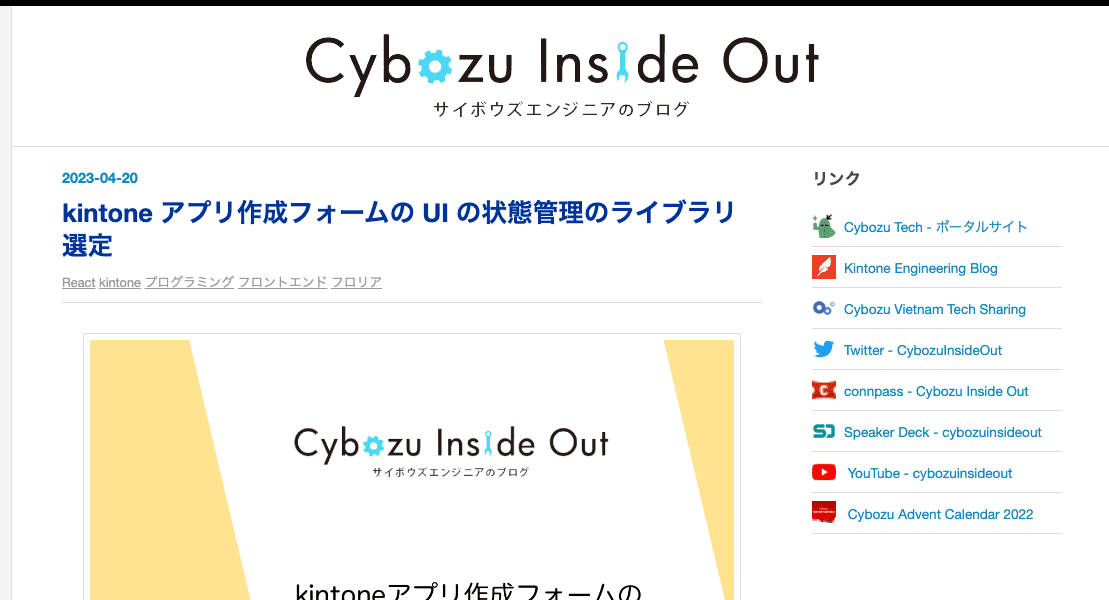 Cybozu Inside Out
サイボウズエンジニアのブログ
2023-04-20
kintone アプリ作成フォームの UI の状態管理のライブラリ
選定
React kintone プログラミング フロントエンド フロリア
Cybozu Inside Out
サイボウズエンジニアのブログ
kintoneアプリ作成フォームの
リンク
Cybozu Tech - ポータルサイト
Kintone Engineering Blog
Cybozu Vietnam Tech Sharing
Twitter - CybozuInsideOut
connpass - Cybozu Inside Out
Speaker Deck - cybozuinsideout
YouTube - cybozuinsideout
Cybozu Advent Calendar 2022